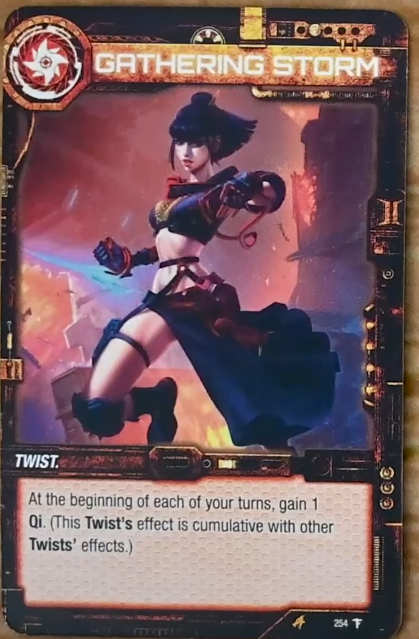 GATHERING STORM
TWIST.
At the beginning of each of your turns, gain 1
Qi. (This Twist's effect is cumulative with other
Twists' effects.)
254